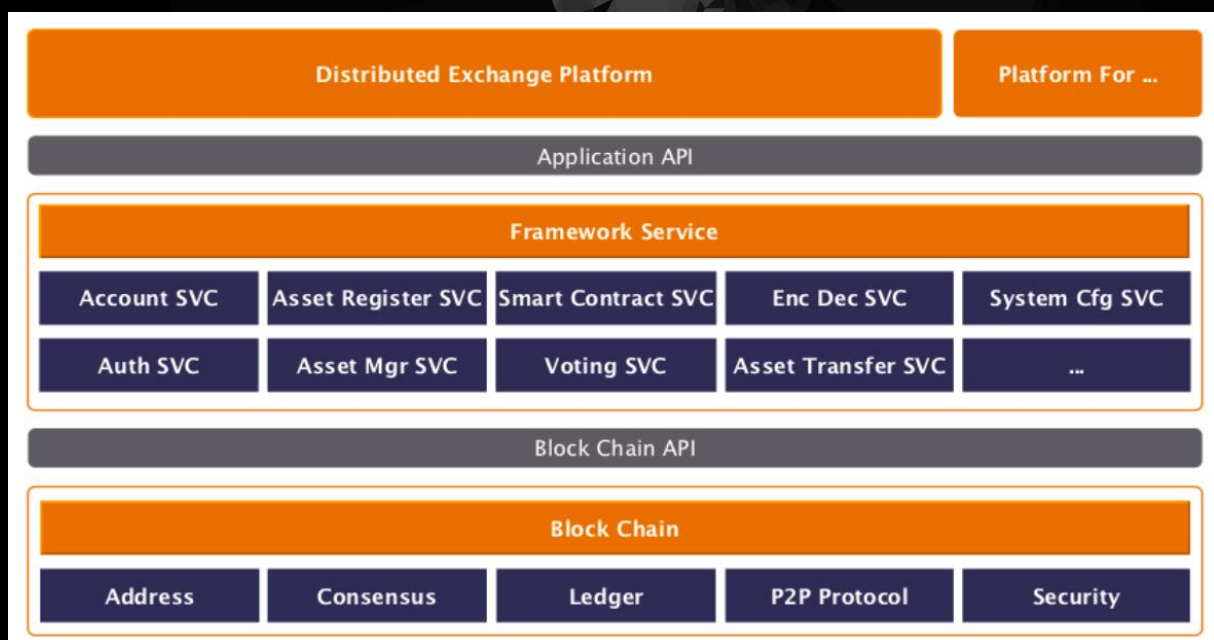 Distributed Exchange Platform
Platform For ...
Application API
Framework Service
Account SVC
Asset Register SVC
Smart Contract SVC
Enc Dec SVC
System Cfg SVC
Auth SVC
Asset Mgr SVC
Voting SVC
Asset Transfer SVC
...
Block Chain API
Block Chain
Address
Consensus
Ledger
P2P Protocol
Security